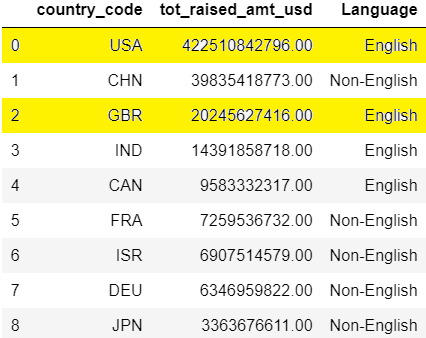 country_code tot_raised_amt_usd Language
0 USA 422510842796.00 English
1 CHN 39835418773.00 Non-English
2 GBR 20245627416.00 English
3 IND 14391858718.00 English
4 CAN 9583332317.00 English
5 FRA 7259536732.00 Non-English
6 ISR 6907514579.00 Non-English
7 DEU 6346959822.00 Non-English
8 JPN 3363676611.00 Non-English